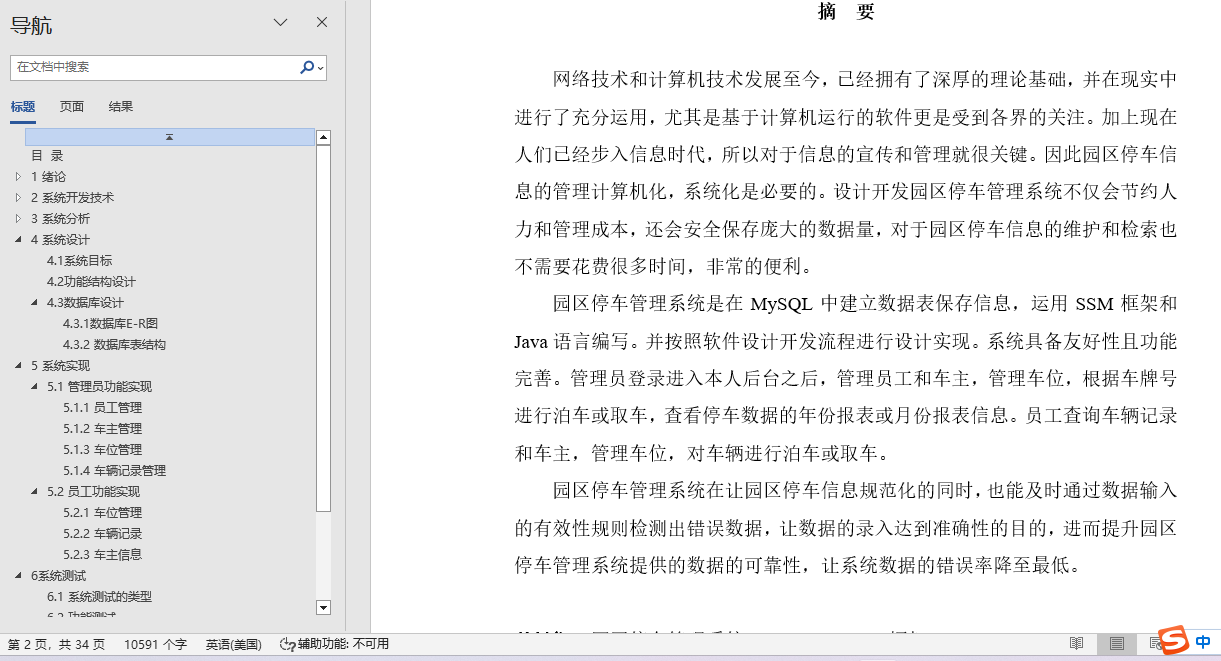 导航
在文档中搜索
标题 页面 结果
目 录
1 绪论
2 系统开发技术
3 系统分析
4 系统设计
4.1系统目标
4.2功能结构设计
4.3数据库设计
4.3.1数据库E-R图
4.3.2 数据库表结构
5 系统实现
5.1 管理员功能实现
5.1.1 员工管理
5.1.2 车主管理
5.1.3 车位管理
5.1.4 车辆记录管理
5.2 员工功能实现
5.2.1 车位管理
5.2.2 车辆记录
5.2.3 车主信息
6系统测试
6.1 系统测试的类型
6.2 功能测试
摘 要
网络技术和计算机技术发展至今，已经拥有了深厚的理论基础，并在现实中
进行了充分运用，尤其是基于计算机运行的软件更是受到各界的关注。加上现在
人们已经步入信息时代，所以对于信息的宣传和管理就很关键。因此园区停车信
息的管理计算机化，系统化是必要的。设计开发园区停车管理系统不仅会节约人
力和管理成本，还会安全保存庞大的数据量，对于园区停车信息的维护和检索也
不需要花费很多时间，非常的便利。
园区停车管理系统是在 MySQL 中建立数据表保存信息，运用 SSM 框架和
Java 语言编写。并按照软件设计开发流程进行设计实现。系统具备友好性且功能
完善。管理员登录进入本人后台之后，管理员工和车主，管理车位，根据车牌号
进行泊车或取车，查看停车数据的年份报表或月份报表信息。员工查询车辆记录
和车主，管理车位，对车辆进行泊车或取车。
园区停车管理系统在让园区停车信息规范化的同时，也能及时通过数据输入
的有效性规则检测出错误数据，让数据的录入达到准确性的目的，进而提升园区
停车管理系统提供的数据的可靠性，让系统数据的错误率降至最低。
第 2 页，共 34 页 10591 个字 英语(美国) 辅助功能: 不可用
中